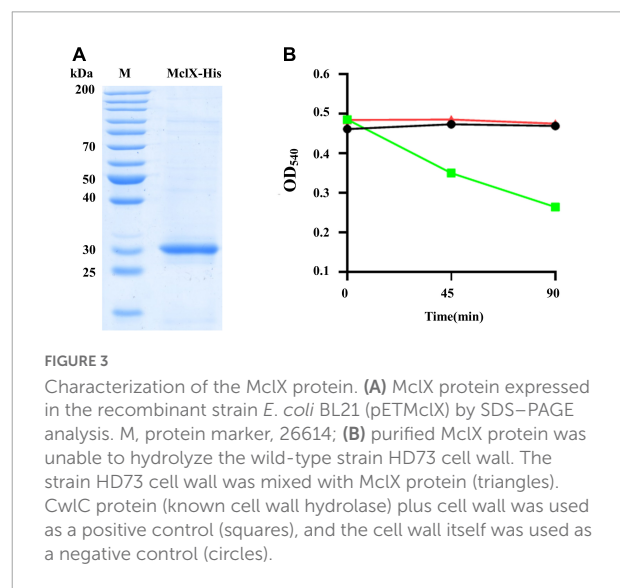 A
kDa M MclX-His
200
70
50
40
30
25
B
0.6
0.5
0.4
0.3
0.2
0.1
OD540
0 45 90
Time(min)
FIGURE 3
Characterization of the MclX protein. (A) MclX protein expressed
in the recombinant strain E. coli BL21 (pETMclX) by SDS–PAGE
analysis. M, protein marker, 26614; (B) purified MclX protein was
unable to hydrolyze the wild-type strain HD73 cell wall. The
strain HD73 cell wall was mixed with MclX protein (triangles).
CwlC protein (known cell wall hydrolase) plus cell wall was used
as a positive control (squares), and the cell wall itself was used as
a negative control (circles).